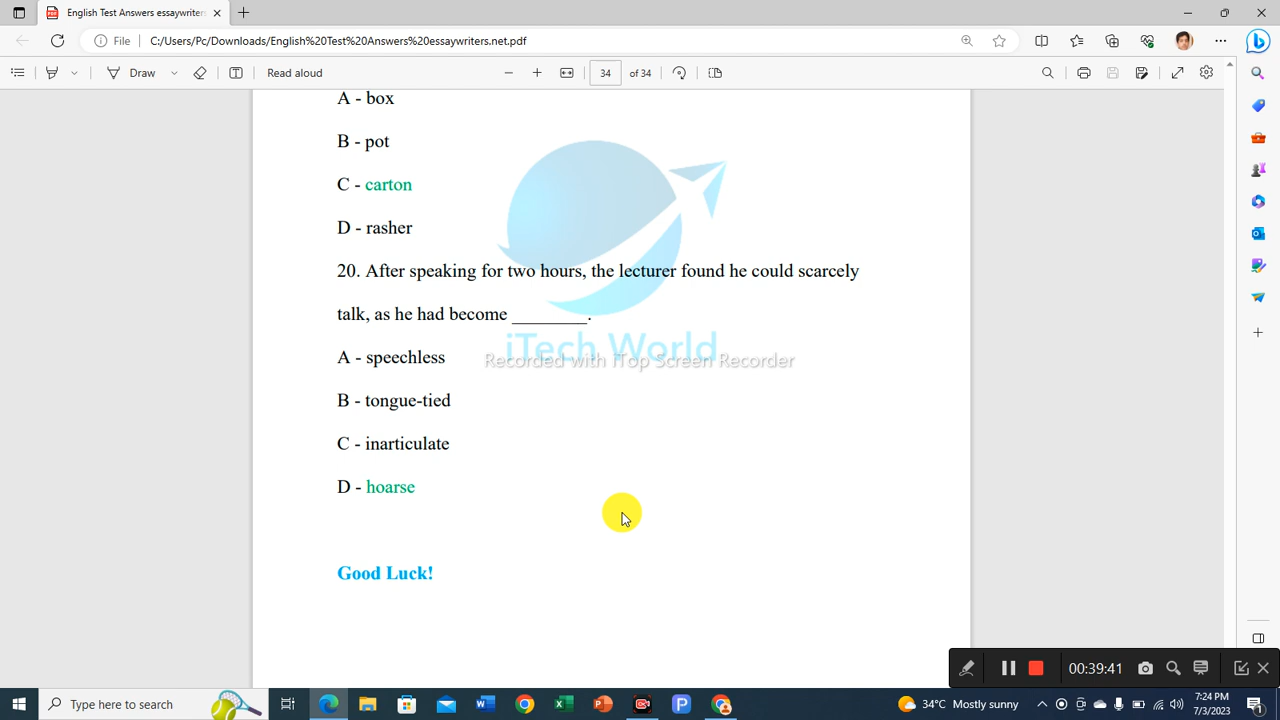 English Test Answers essaywriters
File
C:/Users/Pc/Downloads/English%20Test%20Answers%20essaywriters.net.pdf
Draw
Read aloud
34 of 34
A - box
B - pot
C - carton
D - rasher
20. After speaking for two hours, the lecturer found he could scarcely
talk, as he had become ________.
iTech World
Recorded with iTop Screen Recorder
A - speechless
B - tongue-tied
C - inarticulate
D - hoarse
Good Luck!
00:39:41
Type here to search
34°C Mostly sunny
7:24 PM
7/3/2023